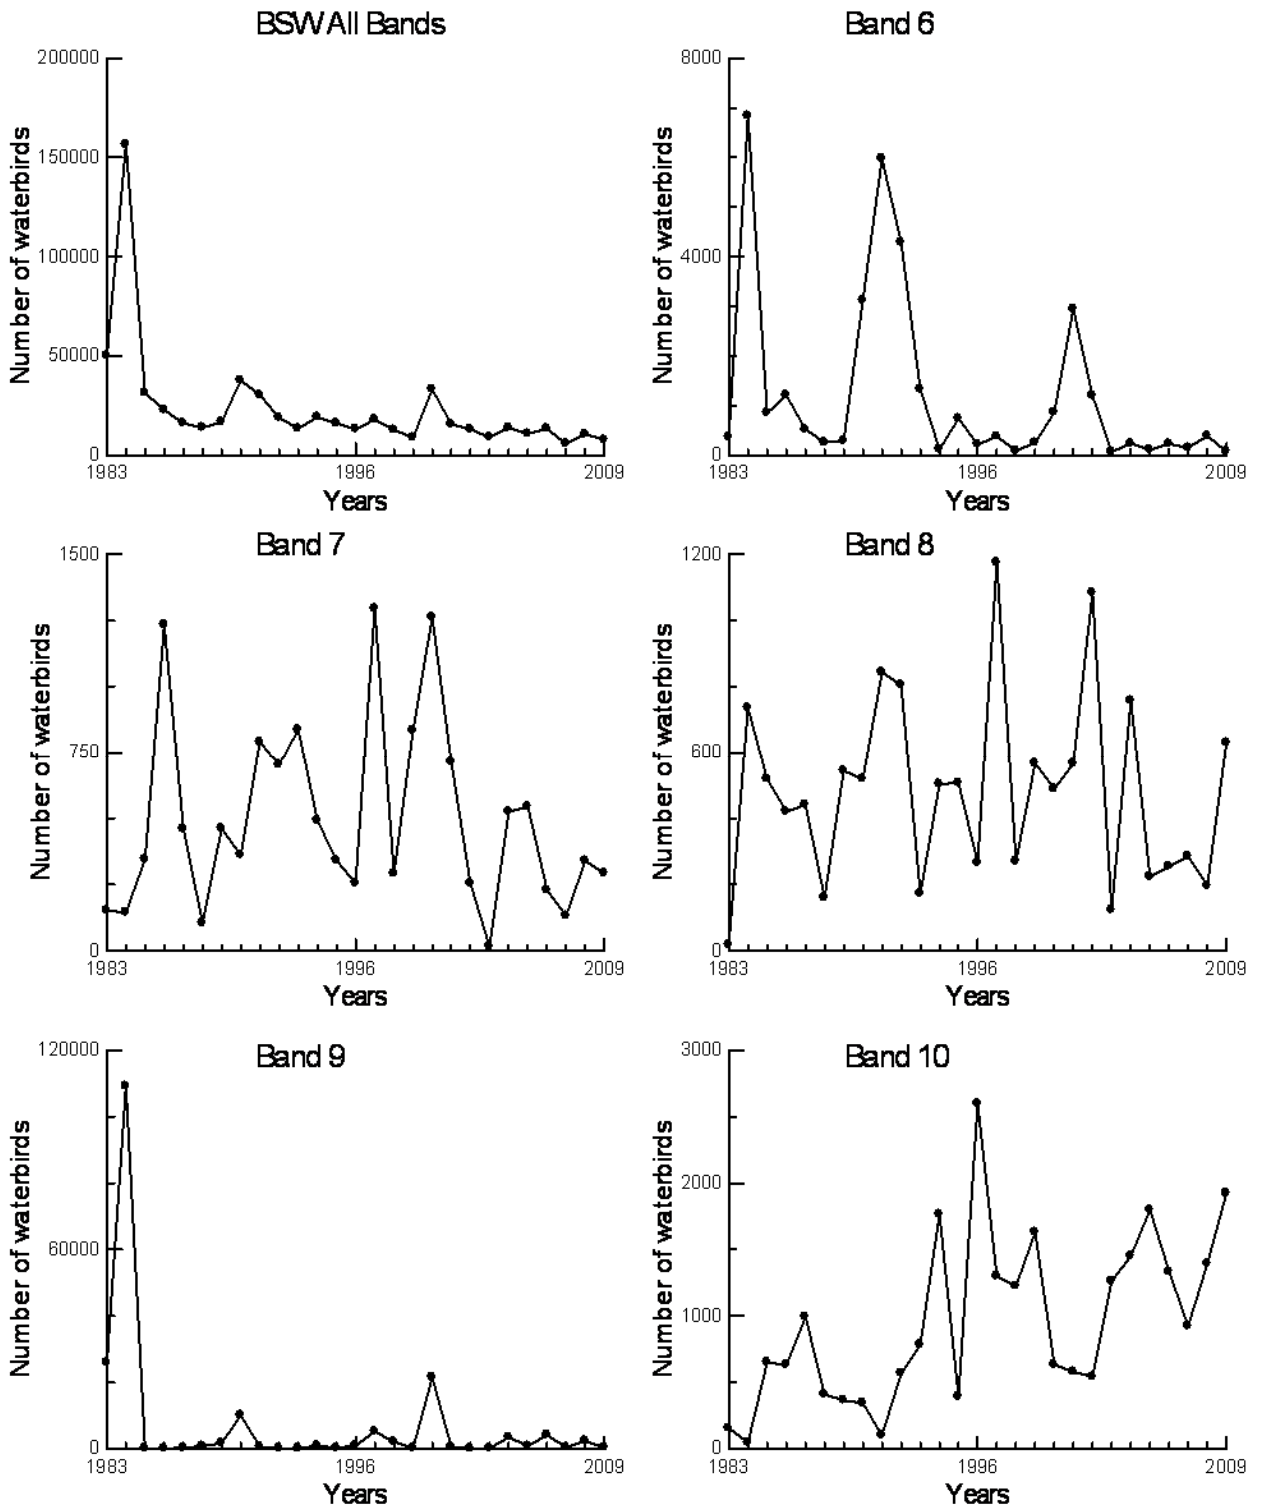 BSW All Bands
200000
150000
100000
50000
0
1983
1996
2009
Number of waterbirds
Years
Band 6
8000
4000
0
1983
1996
2009
Number of waterbirds
Years
Band 7
1500
750
0
1983
1996
2009
Number of waterbirds
Years
Band 8
1200
600
0
1983
1996
2009
Number of waterbirds
Years
Band 9
120000
60000
0
1983
1996
2009
Number of waterbirds
Years
Band 10
3000
2000
1000
0
1983
1996
2009
Number of waterbirds
Years